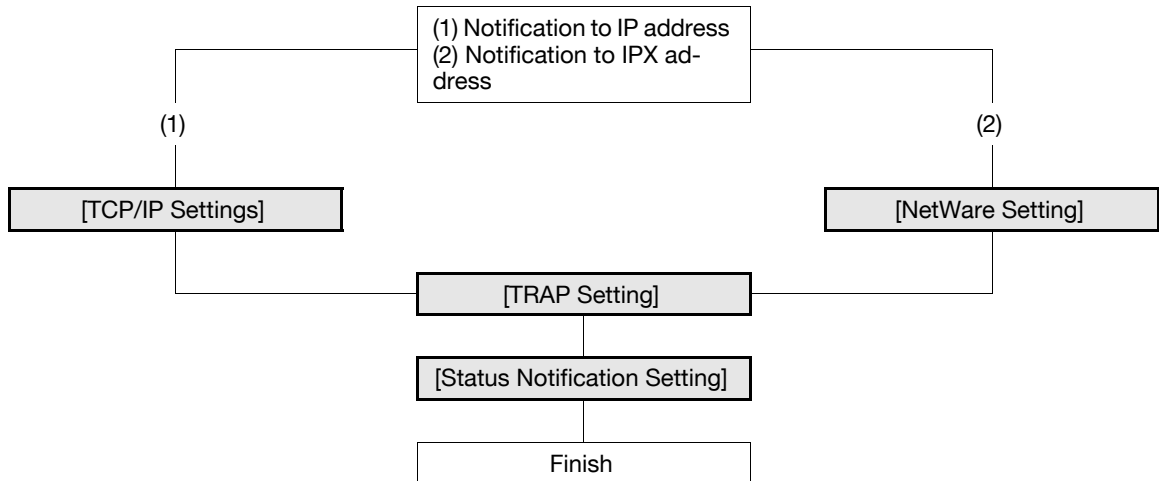 (1) Notification to IP address
(2) Notification to IPX ad-
dress
(1)
(2)
[TCP/IP Settings]
[NetWare Setting]
[TRAP Setting]
[Status Notification Setting]
Finish